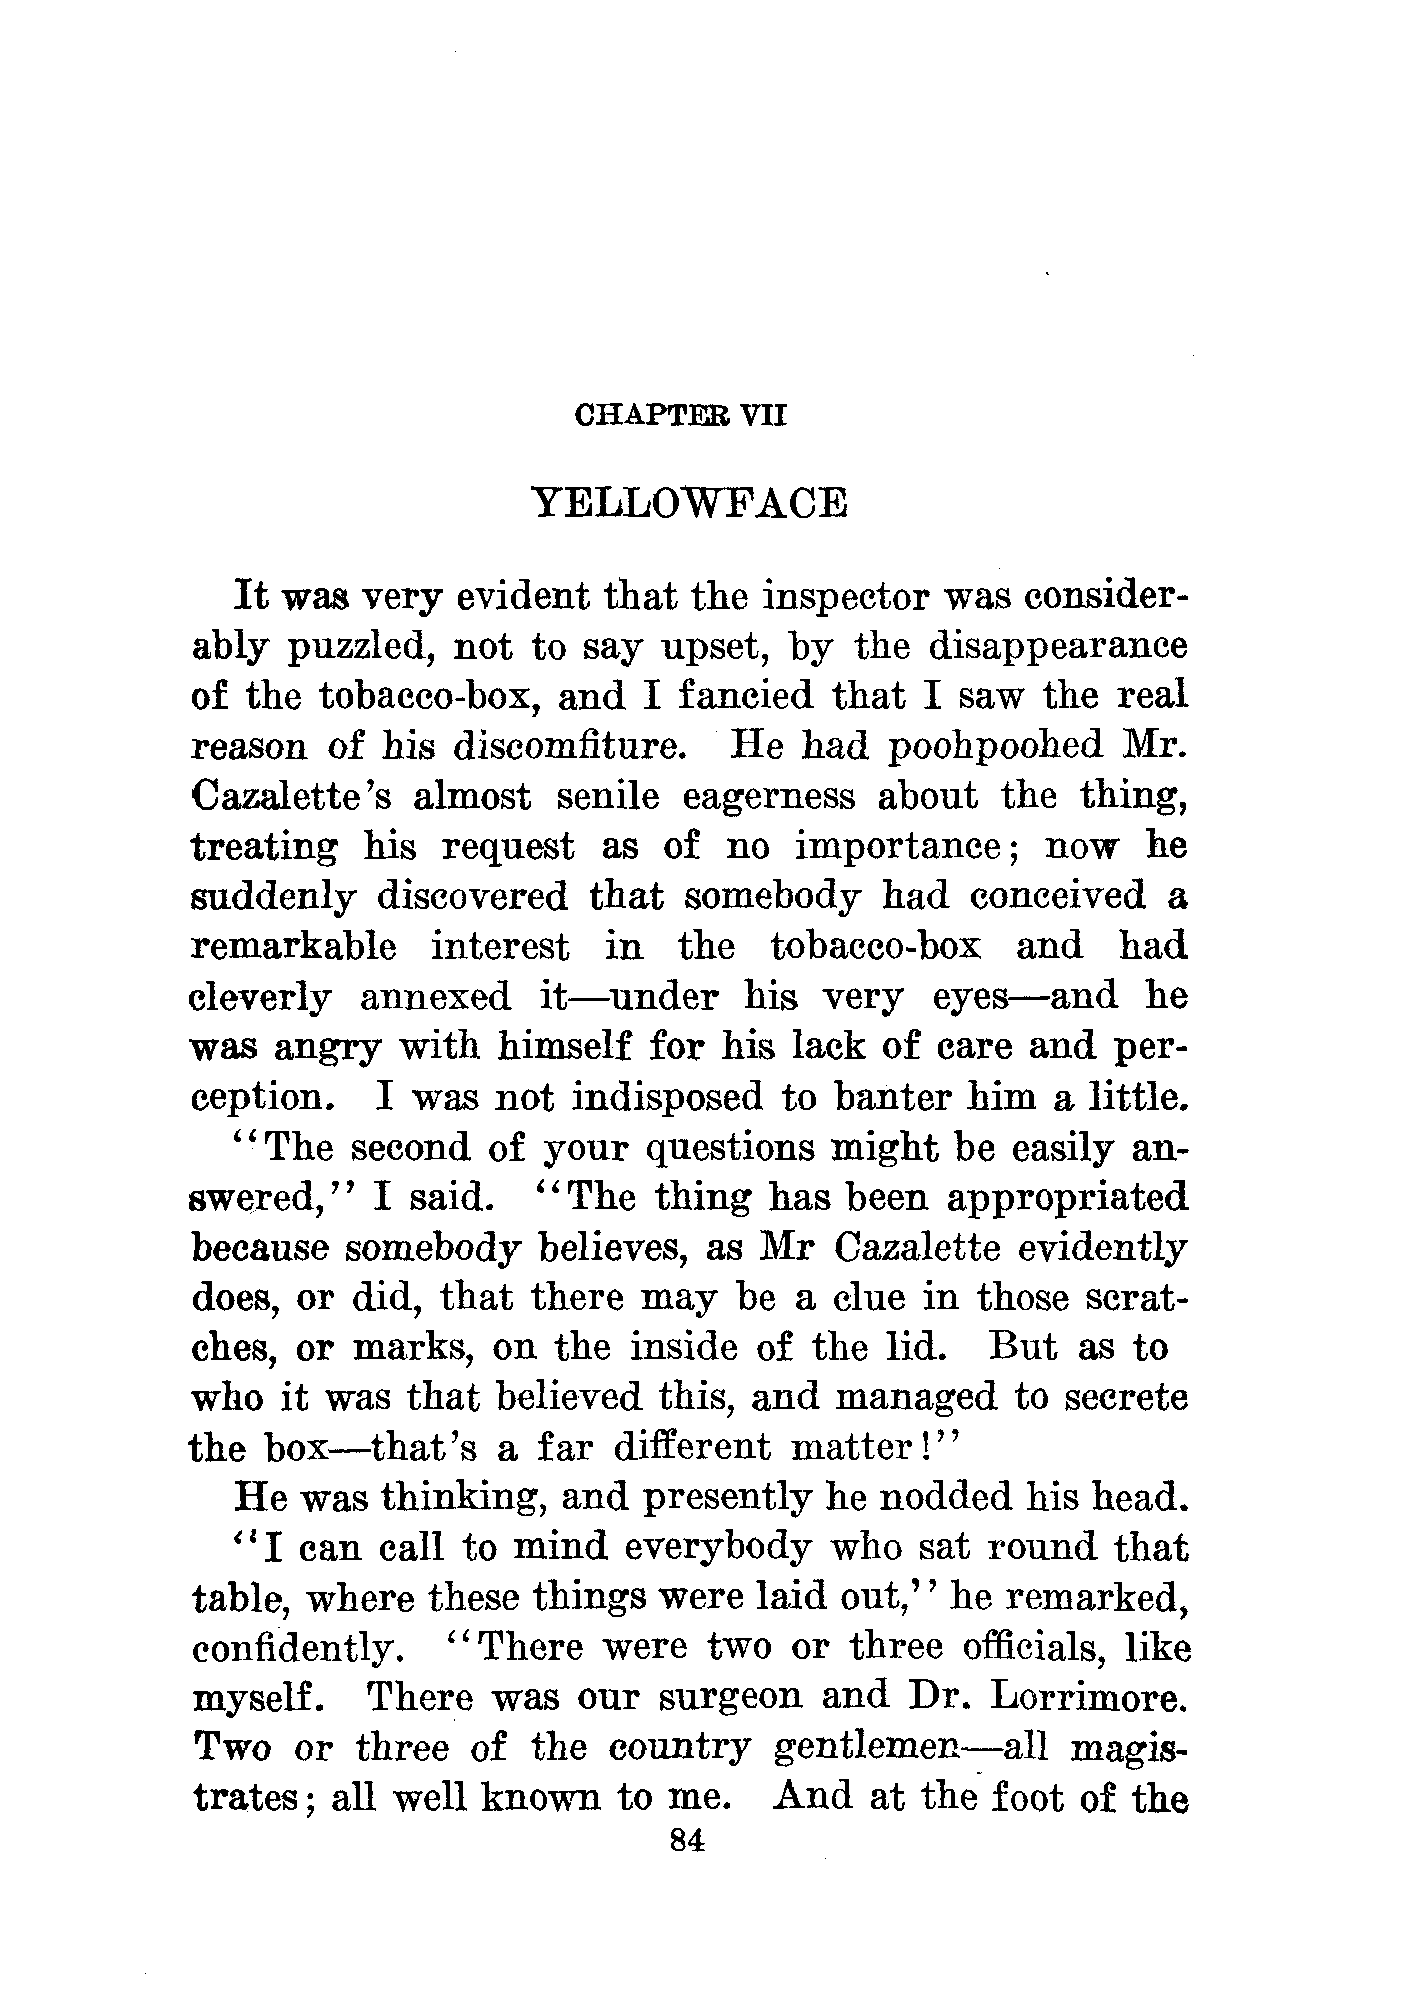 CHAPTER VII
YELLOWFACE
It was very evident that the inspector was consider-
ably puzzled, not to say upset, by the disappearance
of the tobacco-box, and I fancied that I saw the real
reason of his discomfiture. He had poohpoohed Mr.
Cazalette's almost senile eagerness about the thing,
treating his request as of no importance; now he
suddenly discovered that somebody had conceived a
remarkable interest in the tobacco-box and had
cleverly annexed it—under his very eyes—and he
was angry with himself for his lack of care and per-
ception. I was not indisposed to banter him a little.
"The second of your questions might be easily an-
swered," I said. "The thing has been appropriated
because somebody believes, as Mr Cazalette evidently
does, or did, that there may be a clue in those scrat-
ches, or marks, on the inside of the lid. But as to
who it was that believed this, and managed to secrete
the box—that's a far different matter!"
He was thinking, and presently he nodded his head.
"I can call to mind everybody who sat round that
table, where these things were laid out," he remarked,
confidently. "There were two or three officials, like
myself. There was our surgeon and Dr. Lorrimore.
Two or three of the country gentlemen—all magis-
trates; all well known to me. And at the foot of the
84